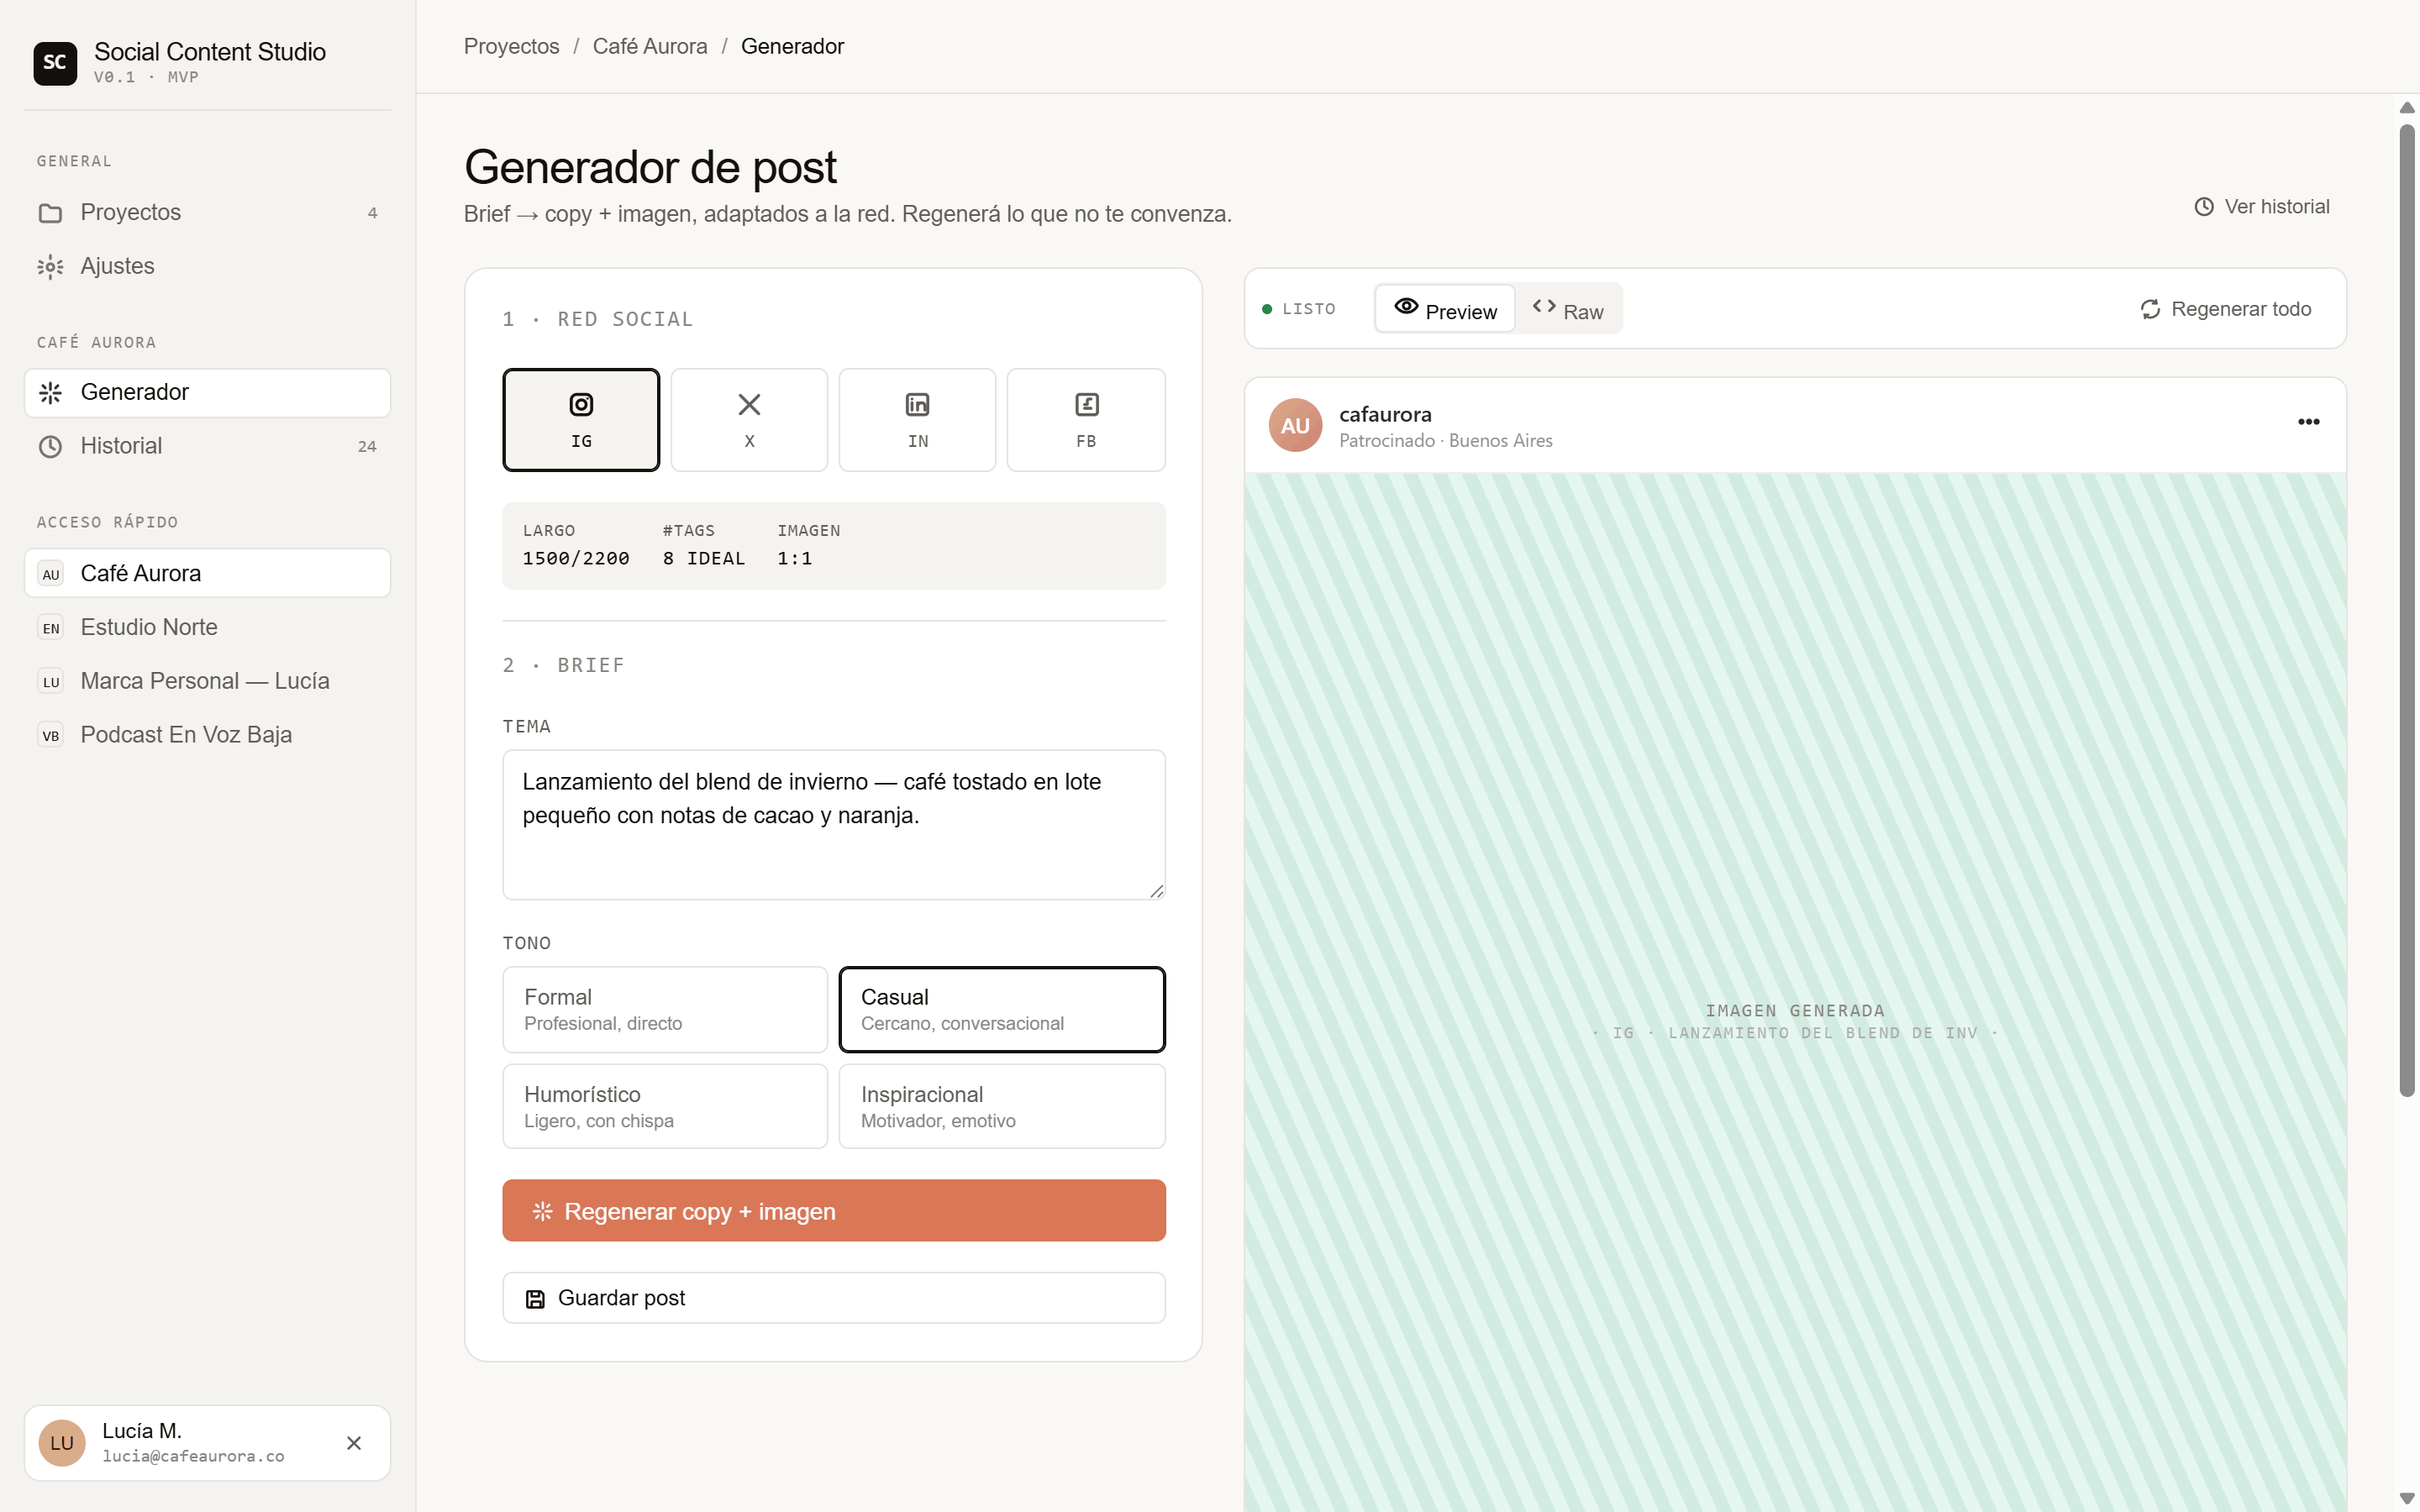 SC
Social Content Studio
V0.1 · MVP
GENERAL
Proyectos 4
Ajustes
CAFÉ AURORA
Generador
Historial 24
ACCESO RÁPIDO
AU Café Aurora
EN Estudio Norte
LU Marca Personal — Lucía
VB Podcast En Voz Baja
LU
Lucía M.
lucia@cafeaurora.co
Proyectos / Café Aurora / Generador
Generador de post
Brief → copy + imagen, adaptados a la red. Regenerá lo que no te convenza.
Ver historial
1 · RED SOCIAL
IG X IN FB
LARGO #TAGS IMAGEN
1500/2200 8 IDEAL 1:1
2 · BRIEF
TEMA
Lanzamiento del blend de invierno — café tostado en lote
pequeño con notas de cacao y naranja.
TONO
Formal
Profesional, directo
Casual
Cercano, conversacional
Humorístico
Ligero, con chispa
Inspiracional
Motivador, emotivo
Regenerar copy + imagen
Guardar post
LISTO Preview Raw Regenerar todo
AU
cafaurora
Patrocinado · Buenos Aires
IMAGEN GENERADA
· IG · LANZAMIENTO DEL BLEND DE INV ·